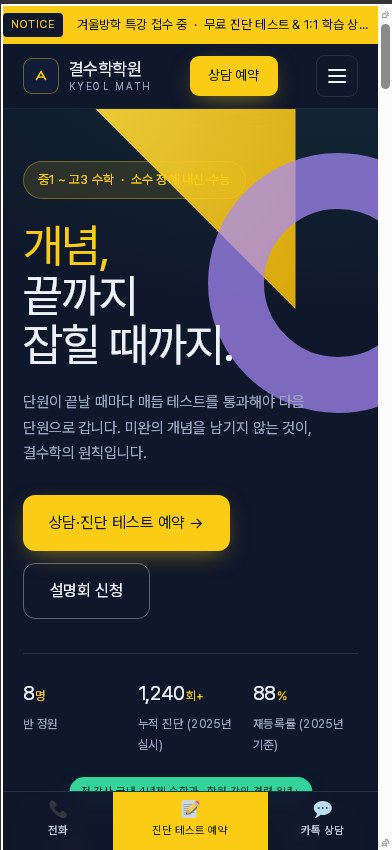 NOTICE 겨울방학 특강 접수 중 · 무료 진단 테스트 & 1:1 학습 상…
결수학학원
KYEOL MATH
상담 예약
중1 ~ 고3 수학 · 소수 정예 내신·수능
개념,
끝까지
잡힐 때까지.
단원이 끝날 때마다 매듭 테스트를 통과해야 다음
단원으로 갑니다. 미완의 개념을 남기지 않는 것이,
결수학의 원칙입니다.
상담·진단 테스트 예약 →
설명회 신청
8명 1,240회+ 88%
반 정원 누적 진단 (2025년 재등록률 (2025년
실시) 기준)
전화 진단 테스트 예약 카톡 상담